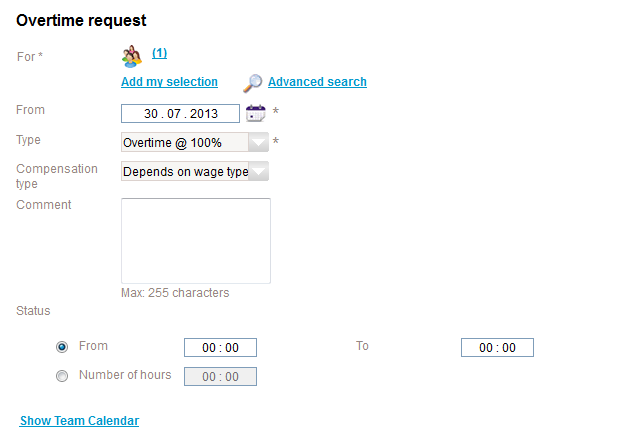 Overtime request
For * (1)
Add my selection Advanced search
From 30 . 07 . 2013 *
Type Overtime @ 100% *
Compensation type Depends on wage type
Comment
Max: 255 characters
Status
From 00 : 00 To 00 : 00
Number of hours 00 : 00
Show Team Calendar